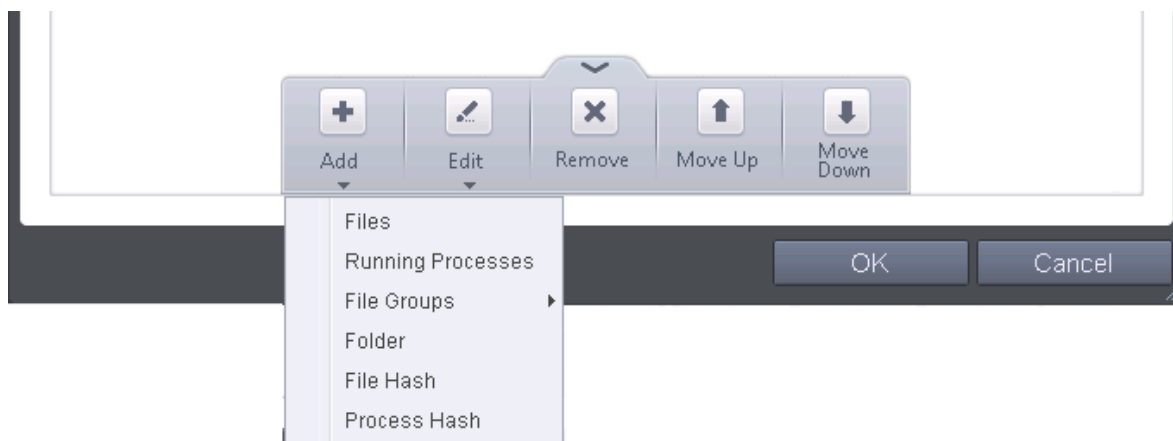 Add
Edit
Remove
Move Up
Move
Down
Files
Running Processes
File Groups
Folder
File Hash
Process Hash
OK
Cancel